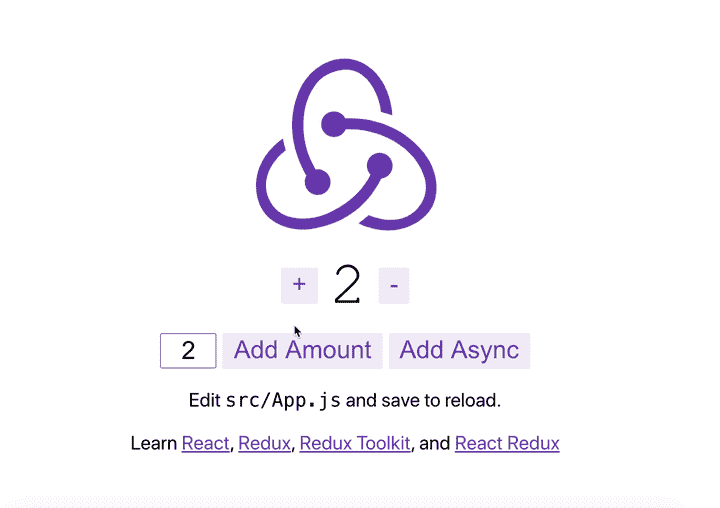 + 2 -
2 Add Amount Add Async
Edit src/App.js and save to reload.
Learn React, Redux, Redux Toolkit, and React Redux